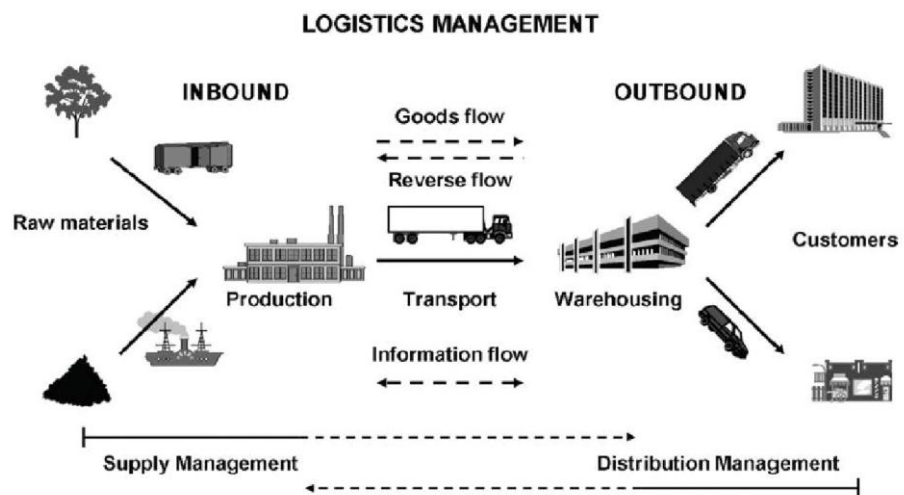 LOGISTICS MANAGEMENT
INBOUND
OUTBOUND
Goods flow
Reverse flow
Raw materials
Customers
Production
Transport
Warehousing
Information flow
Supply Management
Distribution Management